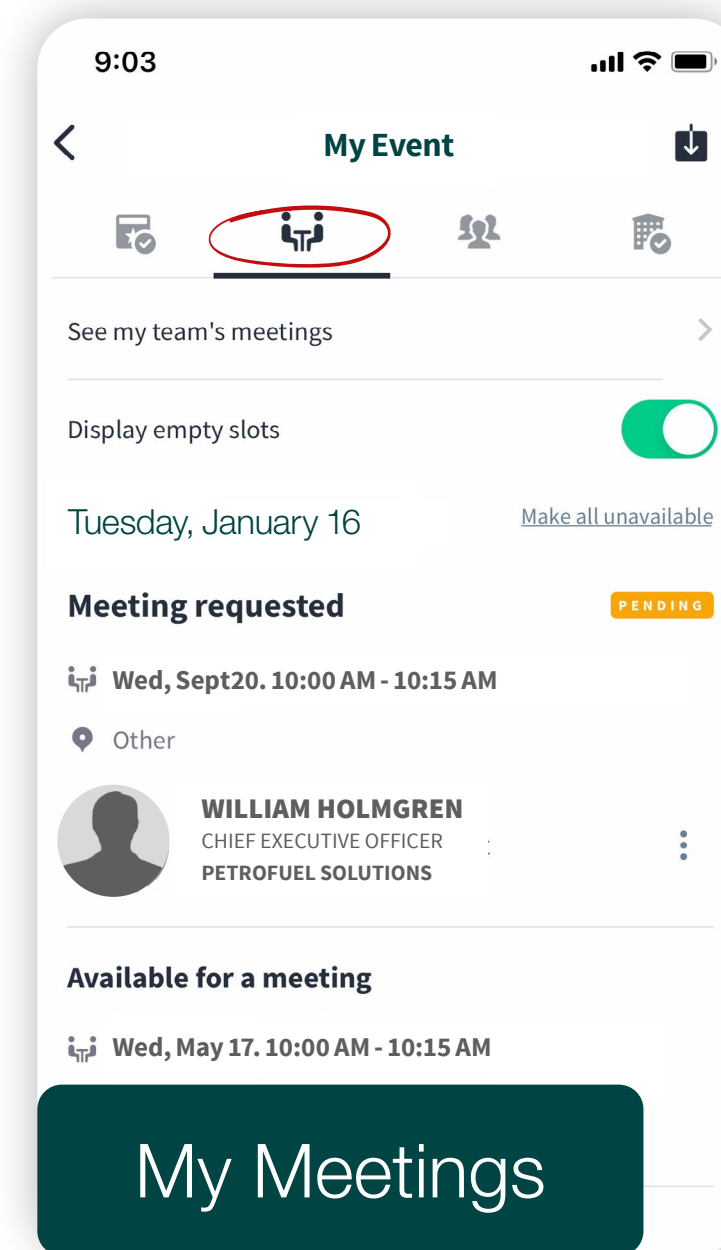 9:03
My Event
See my team's meetings
Display empty slots
Tuesday, January 16
Make all unavailable
Meeting requested
PENDING
Wed, Sept20. 10:00 AM - 10:15 AM
Other
WILLIAM HOLMGREN
CHIEF EXECUTIVE OFFICER
PETROFUEL SOLUTIONS
Available for a meeting
Wed, May 17. 10:00 AM - 10:15 AM
My Meetings